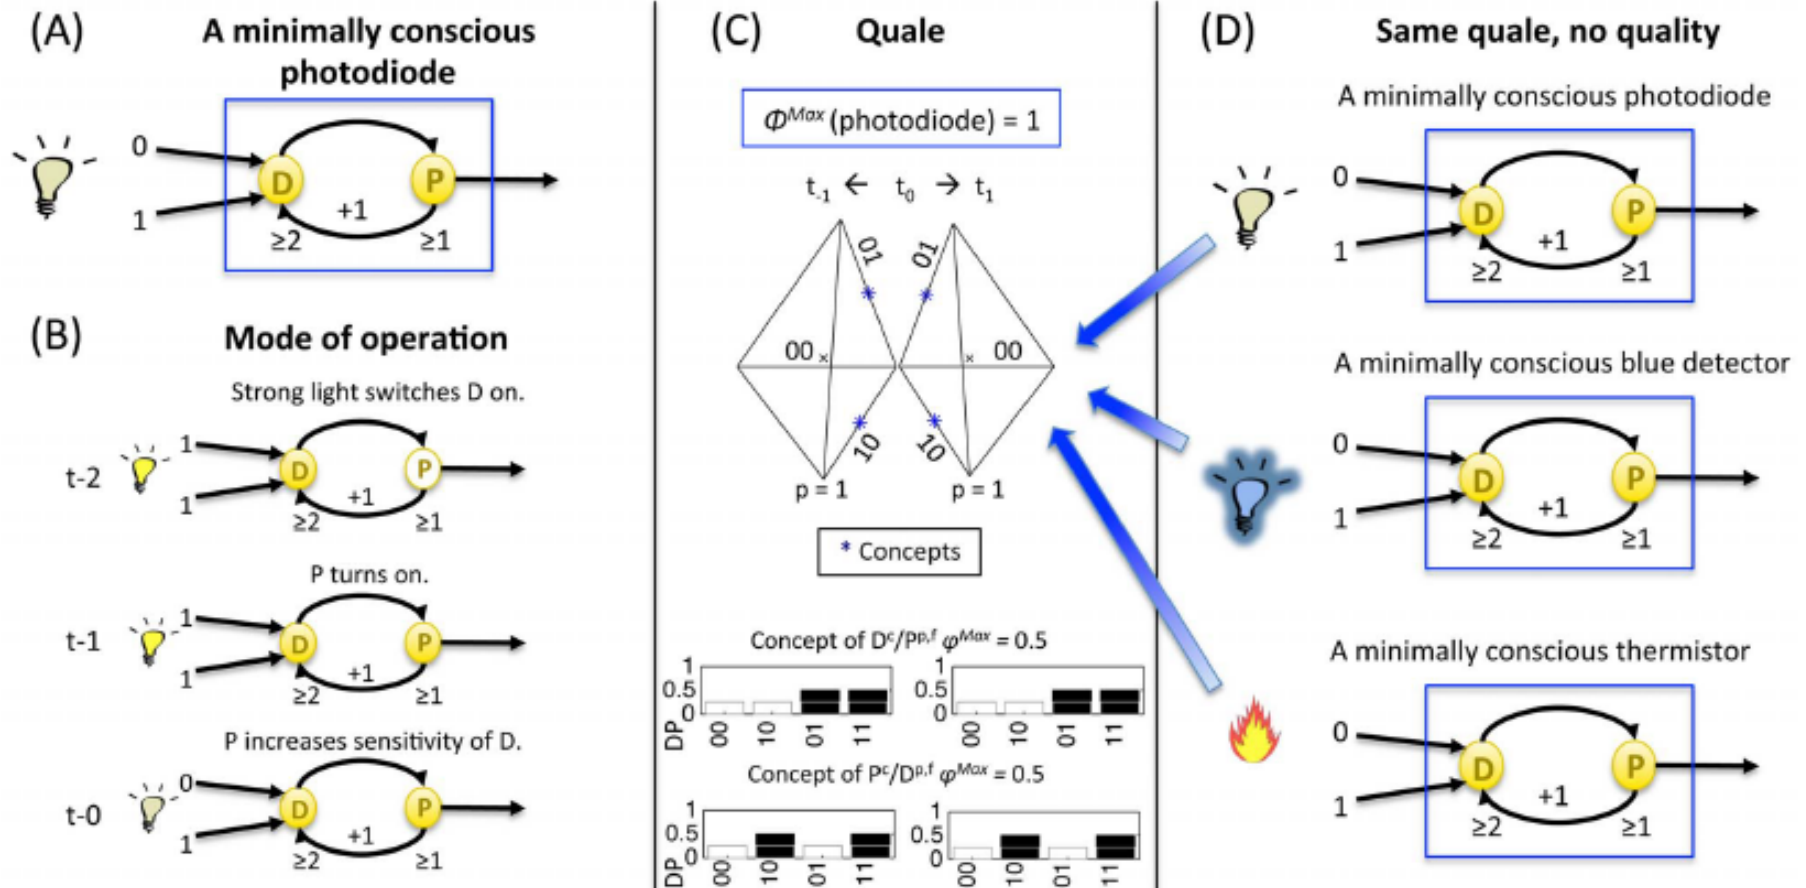 (A)
A minimally conscious
photodiode
0
1
D
P
+1
≥2
≥1
(B)
Mode of operation
Strong light switches D on.
t-2
1
1
D
P
+1
≥2
≥1
P turns on.
t-1
1
1
D
P
+1
≥2
≥1
P increases sensitivity of D.
t-0
0
1
D
P
+1
≥2
≥1
(C)
Quale
Φ^Max (photodiode) = 1
t₋₁ ← t₀ → t₁
01
01
00
00
10
10
p = 1
p = 1
* Concepts
Concept of Dᶜ/Pᵖ,ᶠ φ^Max = 0.5
1
0.5
0
DP
00
10
01
11
1
0.5
0
00
10
01
11
Concept of Pᶜ/Dᵖ,ᶠ φ^Max = 0.5
1
0.5
0
DP
00
10
01
11
1
0.5
0
00
10
01
11
(D)
Same quale, no quality
A minimally conscious photodiode
0
1
D
P
+1
≥2
≥1
A minimally conscious blue detector
0
1
D
P
+1
≥2
≥1
A minimally conscious thermistor
0
1
D
P
+1
≥2
≥1